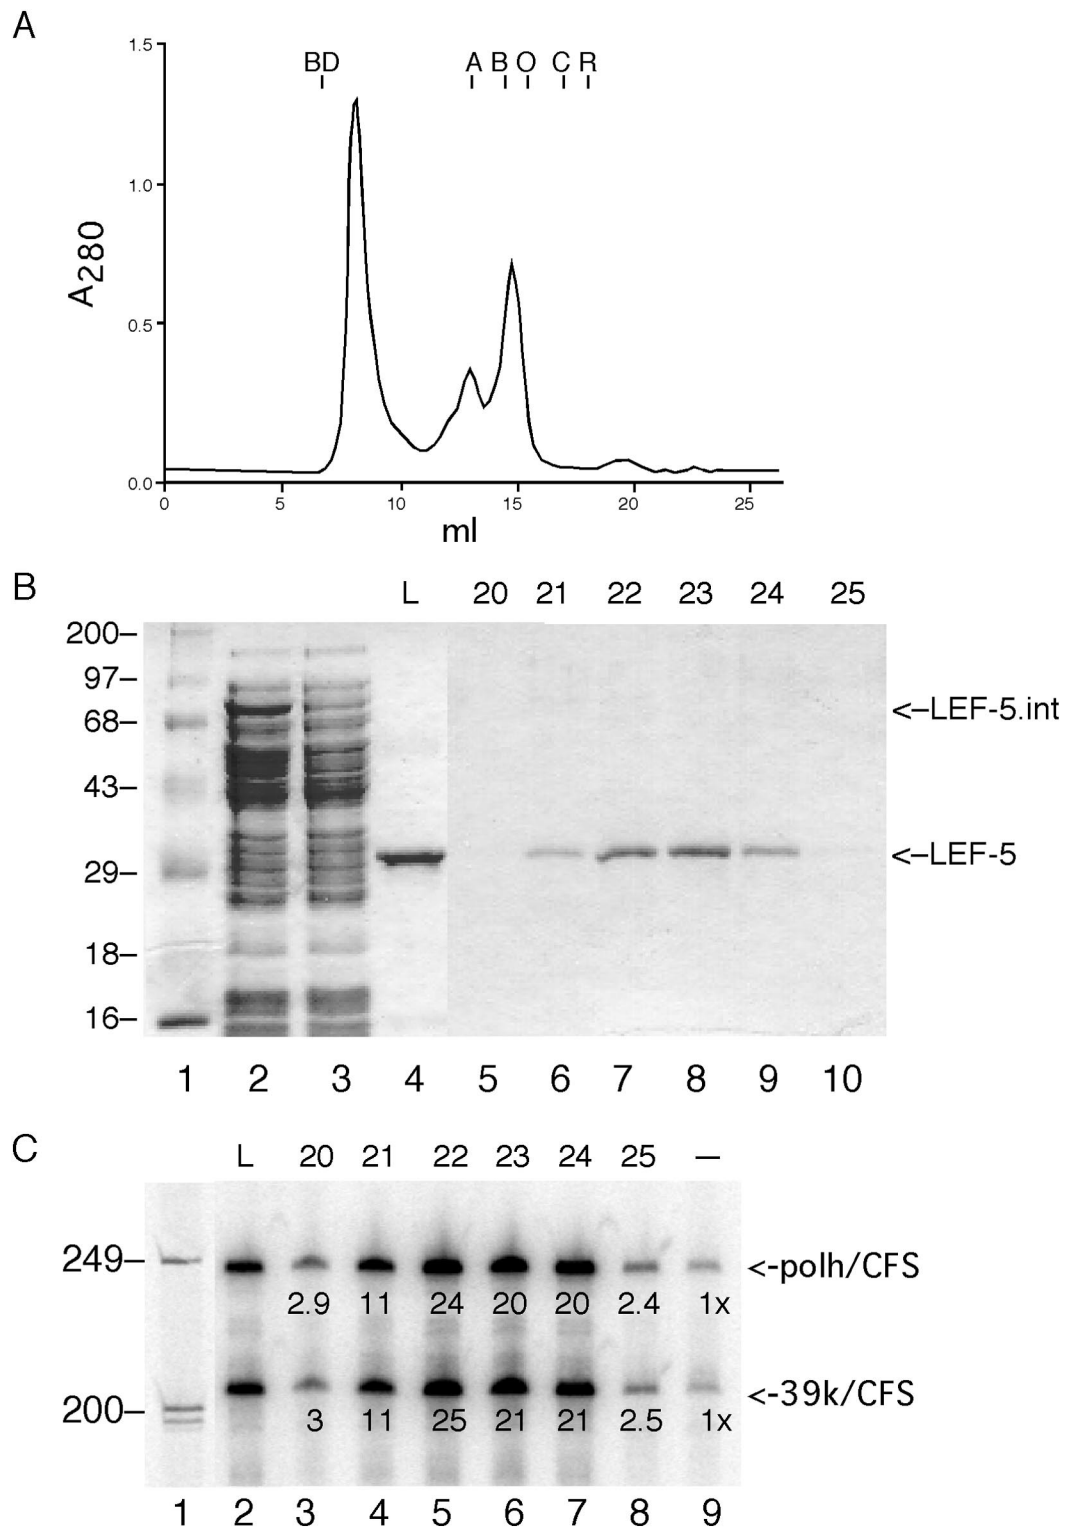 A
BD A B O C R
1.5
1.0
0.5
0.0
A280
0 5 10 15 20 25
ml
B
L 20 21 22 23 24 25
200–
97–
68–
43–
29–
18–
16–
<–LEF-5.int
<–LEF-5
1 2 3 4 5 6 7 8 9 10
C
L 20 21 22 23 24 25 –
249–
<-polh/CFS
2.9 11 24 20 20 2.4 1x
<-39k/CFS
200–
3 11 25 21 21 2.5 1x
1 2 3 4 5 6 7 8 9